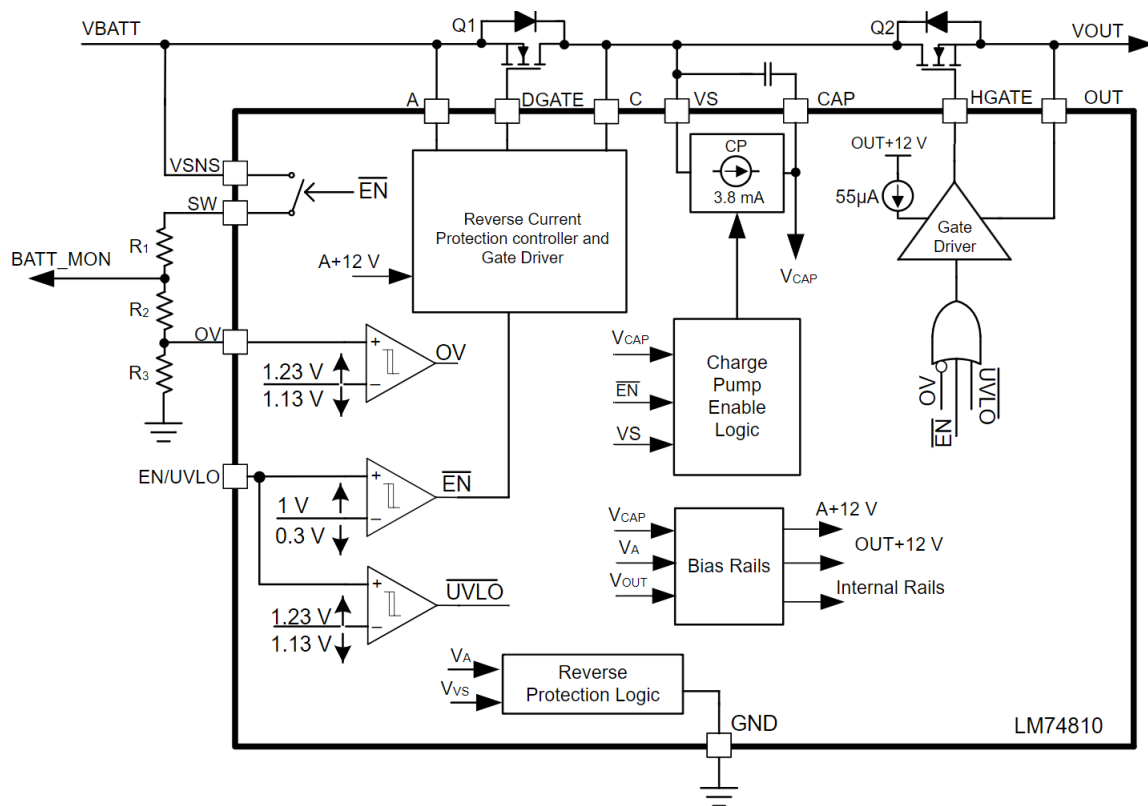 VBATT
Q1
Q2
VOUT
A
DGATE
C
VS
CAP
HGATE
OUT
VSNS
EN
SW
R1
BATT_MON
R2
OV
R3
Reverse Current
Protection controller and
Gate Driver
A+12 V
CP
3.8 mA
VCAP
OUT+12 V
55µA
Gate
Driver
OV
EN
UVLO
+
OV
1.23 V
−
1.13 V
VCAP
EN
VS
Charge
Pump
Enable
Logic
EN/UVLO
+
EN
1 V
−
0.3 V
+
UVLO
1.23 V
−
1.13 V
VCAP
VA
VOUT
Bias Rails
A+12 V
OUT+12 V
Internal Rails
VA
VVS
Reverse
Protection Logic
GND
LM74810